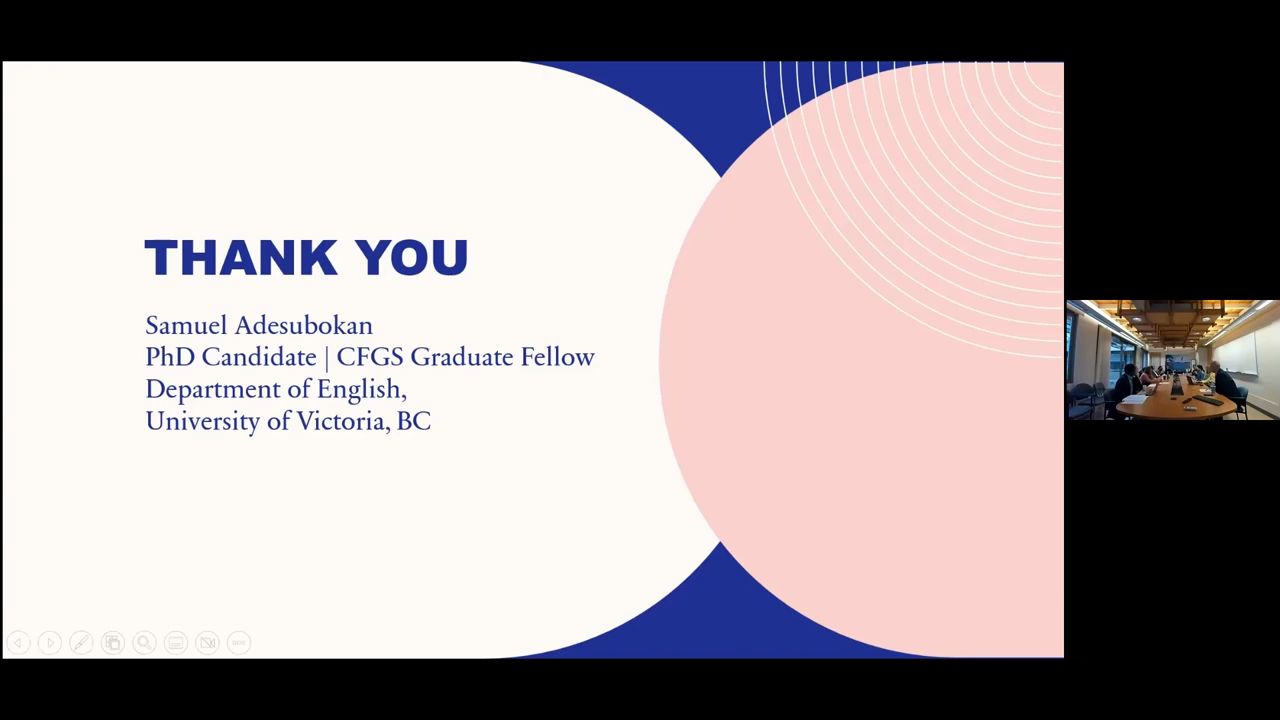 THANK YOU
Samuel Adesubokan
PhD Candidate | CFGS Graduate Fellow
Department of English,
University of Victoria, BC